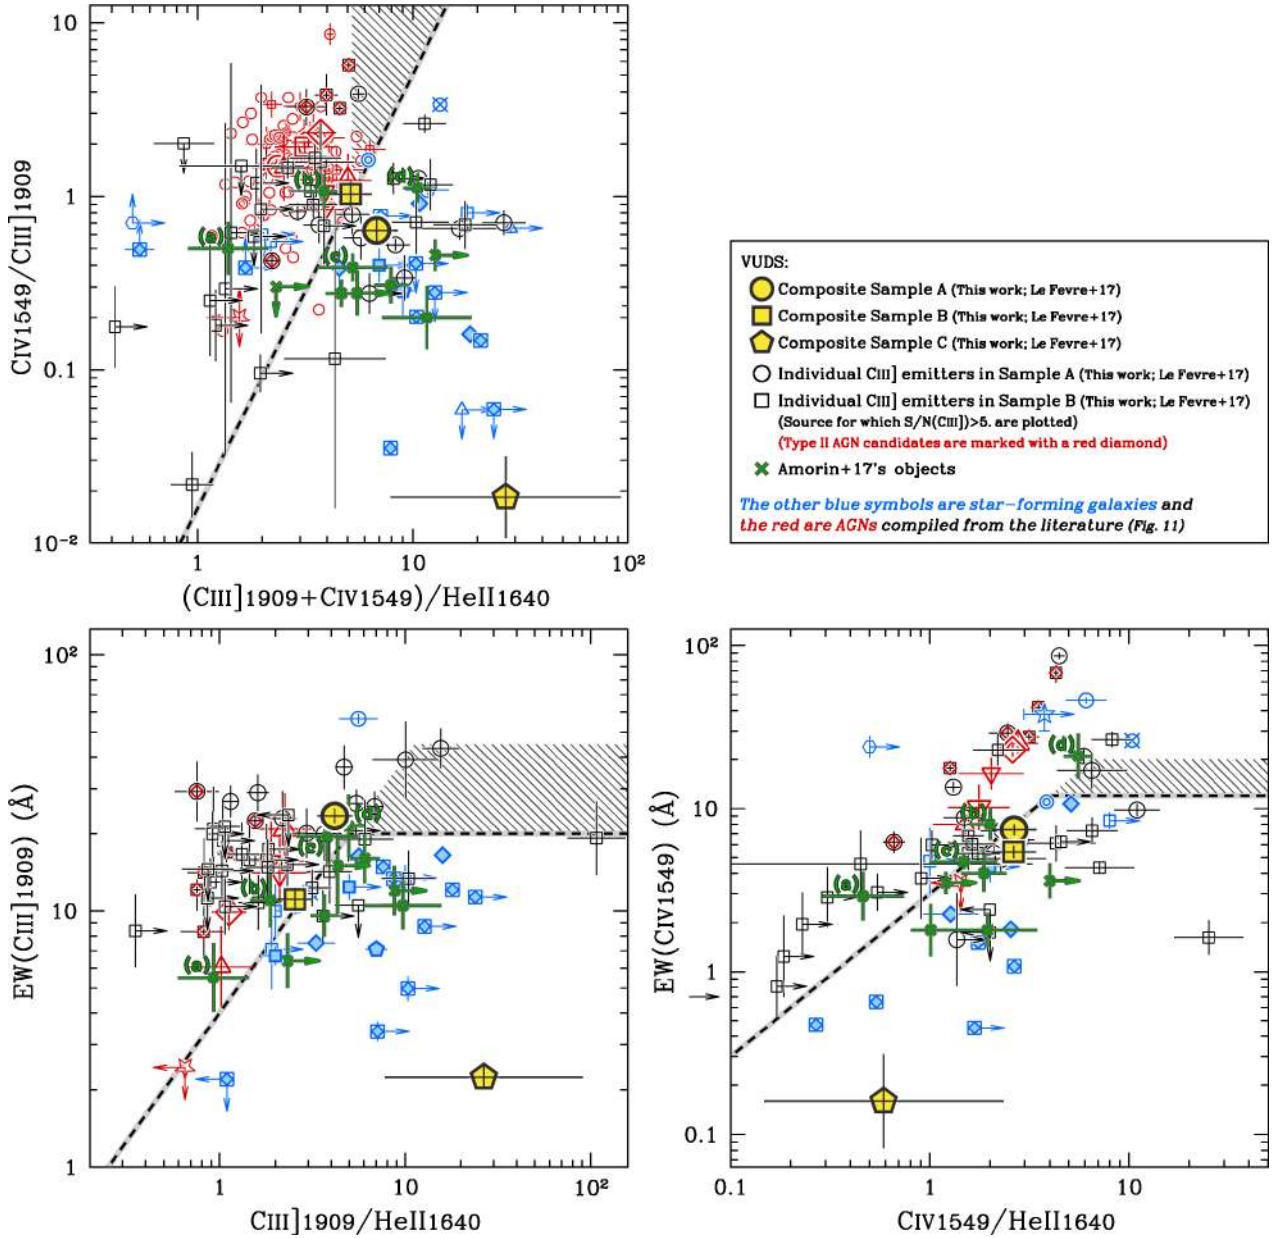 10
1
0.1
10⁻²
CIV1549/CIII]1909
(a)
(b)
(c)
(d)
1
10
10²
(CIII]1909+CIV1549)/HeII1640
VUDS:
Composite Sample A (This work; Le Fevre+17)
Composite Sample B (This work; Le Fevre+17)
Composite Sample C (This work; Le Fevre+17)
Individual CIII] emitters in Sample A (This work; Le Fevre+17)
Individual CIII] emitters in Sample B (This work; Le Fevre+17)
(Source for which S/N(CIII])>5. are plotted)
(Type II AGN candidates are marked with a red diamond)
Amorin+17's objects
The other blue symbols are star-forming galaxies and
the red are AGNs compiled from the literature (Fig. 11)
10²
10
1
EW(CIII]1909) (Å)
(d)
(b)
(a)
1
10
10²
CIII]1909/HeII1640
10²
10
1
0.1
EW(CIV1549) (Å)
(d)
(b)
(c)
(a)
0.1
1
10
CIV1549/HeII1640